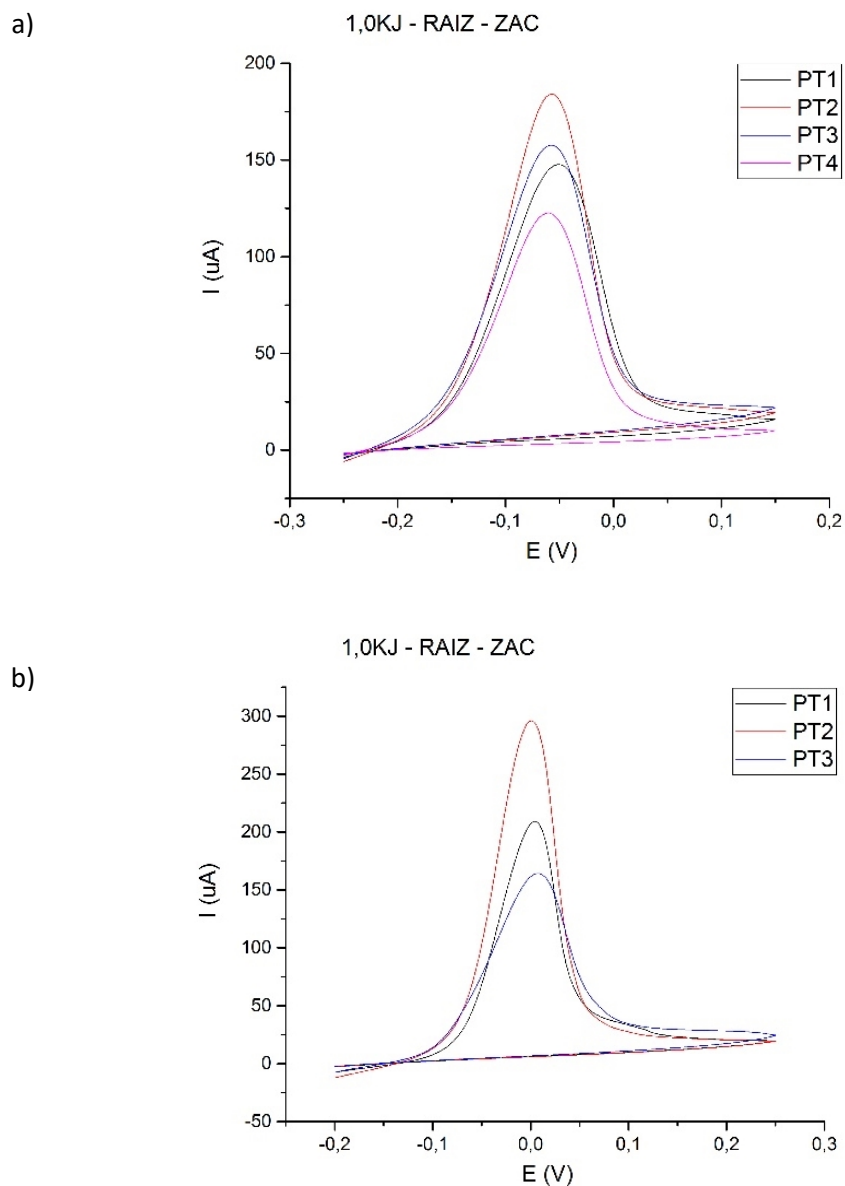 a)
1,0KJ - RAIZ - ZAC
200
150
100
50
0
I (uA)
PT1
PT2
PT3
PT4
-0,3
-0,2
-0,1
0,0
0,1
0,2
E (V)
b)
1,0KJ - RAIZ - ZAC
300
250
200
150
100
50
0
-50
I (uA)
PT1
PT2
PT3
-0,2
-0,1
0,0
0,1
0,2
0,3
E (V)